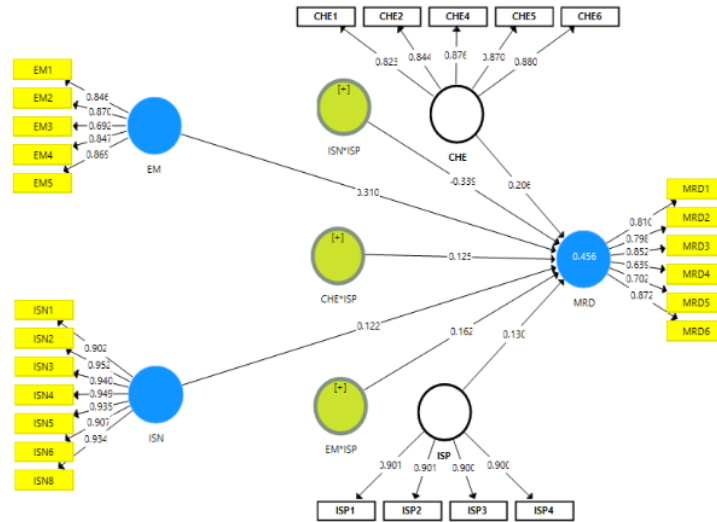 CHE1 CHE2 CHE4 CHE5 CHE6
0.823 0.844 0.876 0.870 0.880
CHE
EM1
EM2
EM3
EM4
EM5
0.846
0.870
0.692
0.847
0.869
EM
[+]
ISN*ISP
-0.339
0.206
0.310
[+]
CHE*ISP
0.125
0.456
MRD
0.810
0.798
0.852
0.639
0.702
0.872
MRD1
MRD2
MRD3
MRD4
MRD5
MRD6
0.122
0.162
0.130
ISN1
ISN2
ISN3
ISN4
ISN5
ISN6
ISN8
0.902
0.952
0.940
0.949
0.935
0.907
0.934
ISN
[+]
EM*ISP
ISP
0.901 0.901 0.900 0.900
ISP1 ISP2 ISP3 ISP4